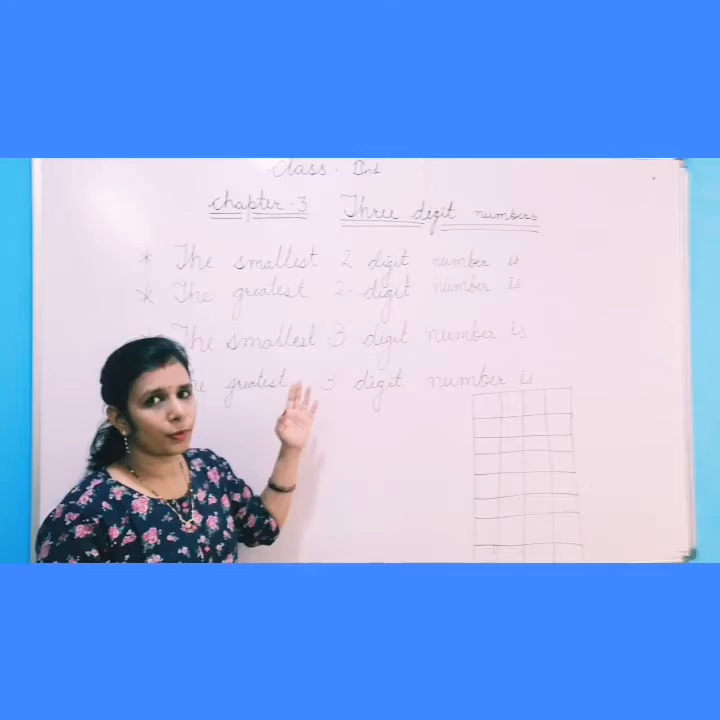 Class - IInd
chapter-3 Three digit numbers
* The smallest 2 digit number is
* The greatest 2-digit number is
* The smallest 3 digit number is
greatest 3 digit number is